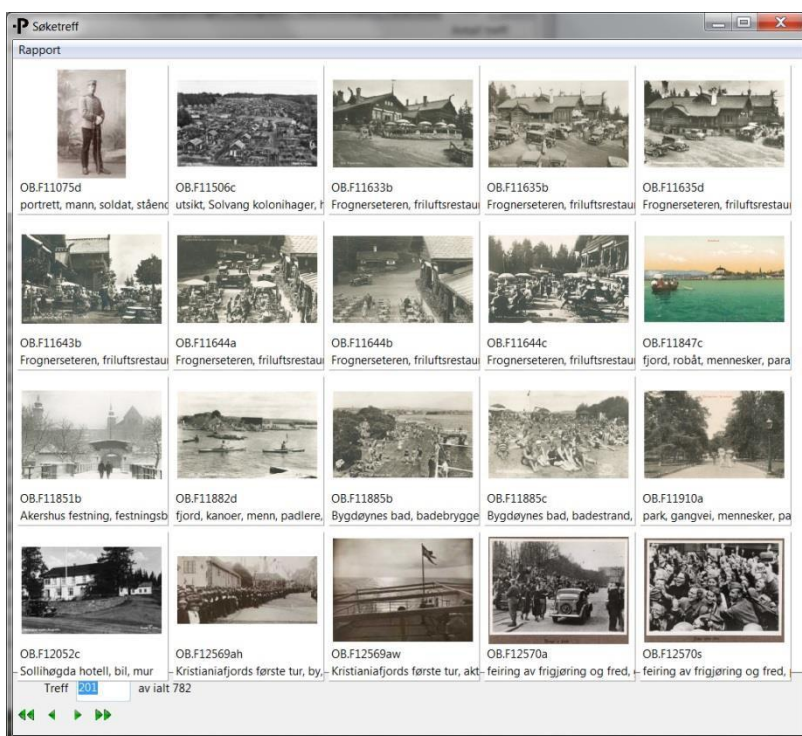 P Søketreff
Rapport
OB.F11075d
portrett, mann, soldat, ståend
OB.F11506c
utsikt, Solvang kolonihager, h
OB.F11633b
Frognerseteren, friluftsrestau
OB.F11635b
Frognerseteren, friluftsrestau
OB.F11635d
Frognerseteren, friluftsrestau
OB.F11643b
Frognerseteren, friluftsrestau
OB.F11644a
Frognerseteren, friluftsrestau
OB.F11644b
Frognerseteren, friluftsrestau
OB.F11644c
Frognerseteren, friluftsrestau
OB.F11847c
fjord, robåt, mennesker, para
OB.F11851b
Akershus festning, festningsb
OB.F11882d
fjord, kanoer, menn, padlere,
OB.F11885b
Bygdøynes bad, badebrygge
OB.F11885c
Bygdøynes bad, badestrand,
OB.F11910a
park, gangvei, mennesker, pa
OB.F12052c
Sollihøgda hotell, bil, mur
OB.F12569ah
Kristianiafjords første tur, by,
OB.F12569aw
Kristianiafjords første tur, akt
OB.F12570a
feiring av frigjøring og fred,
OB.F12570s
feiring av frigjøring og fred,
Treff 201 av ialt 782